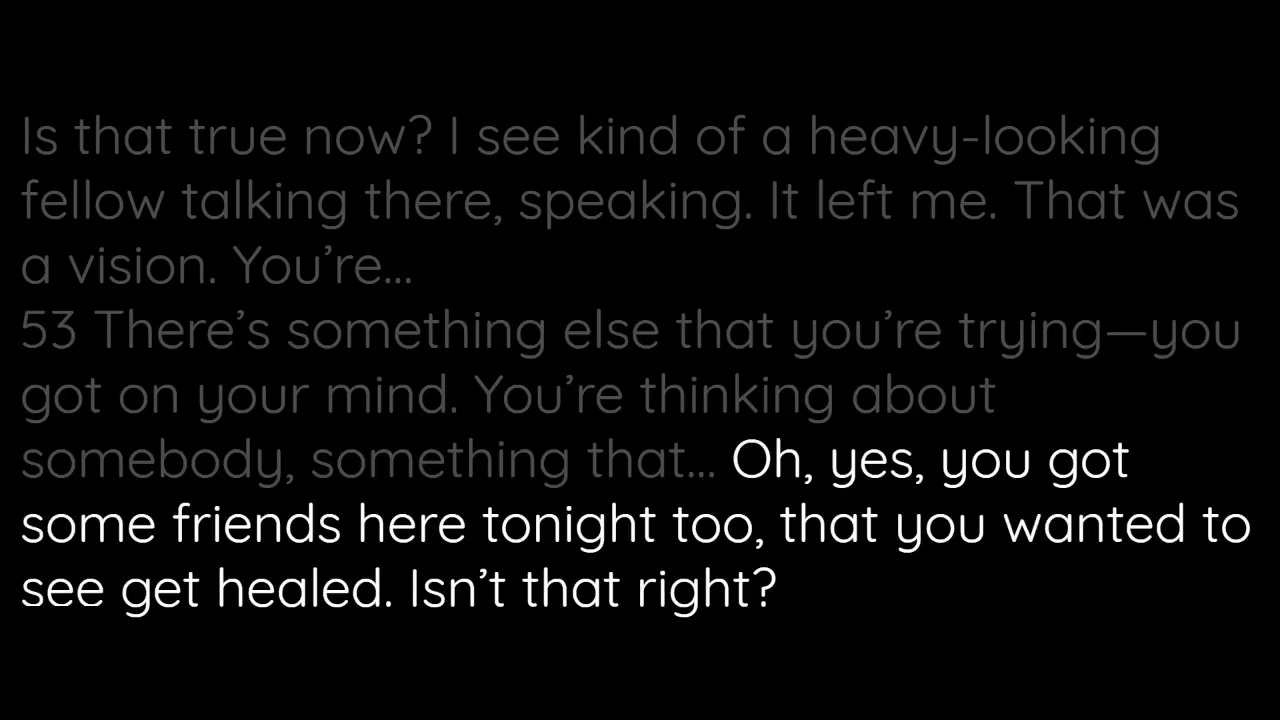 Is that true now? I see kind of a heavy-looking
fellow talking there, speaking. It left me. That was
a vision. You’re...
53 There’s something else that you’re trying—you
got on your mind. You’re thinking about
somebody, something that... Oh, yes, you got
some friends here tonight too, that you wanted to
see get healed. Isn’t that right?